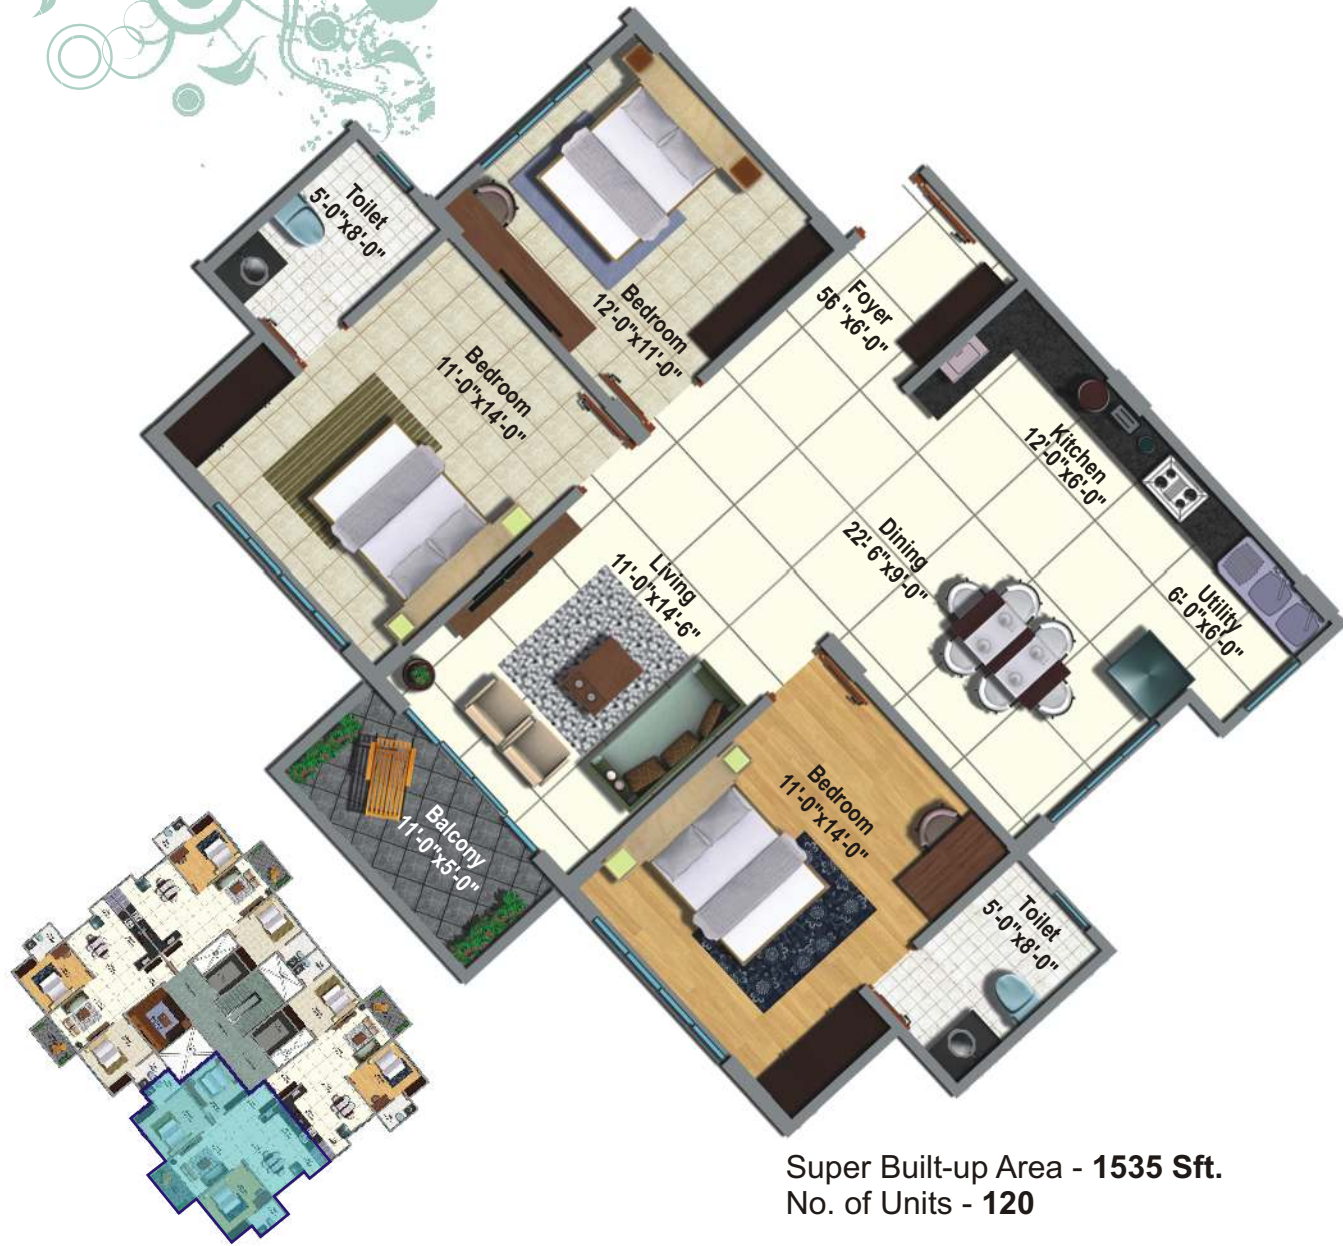 Toilet
5'-0"x8'-0"
Bedroom
12'-0"x11'-0"
Foyer
56 "x6'-0"
Bedroom
11'-0"x14'-0"
Kitchen
12'-0"x6'-0"
Dining
22'-6"x9'-0"
Living
11'-0"x14'-6"
Utility
6'-0"x6'-0"
Bedroom
11'-0"x14'-0"
Balcony
11'-0"x5'-0"
Toilet
5'-0"x8'-0"
Super Built-up Area - 1535 Sft.
No. of Units - 120